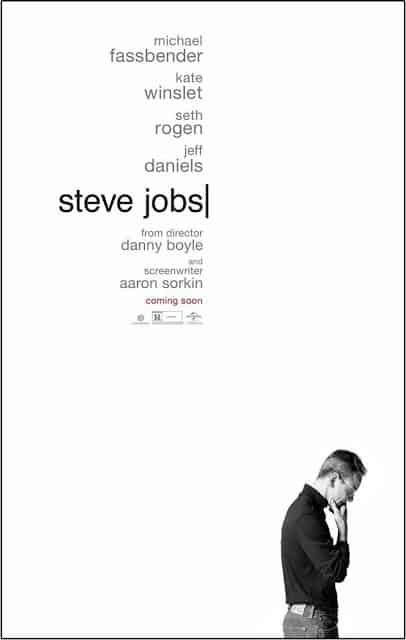 michael
fassbender
kate
winslet
seth
rogen
jeff
daniels
steve jobs
from director
danny boyle
and
screenwriter
aaron sorkin
coming soon
R